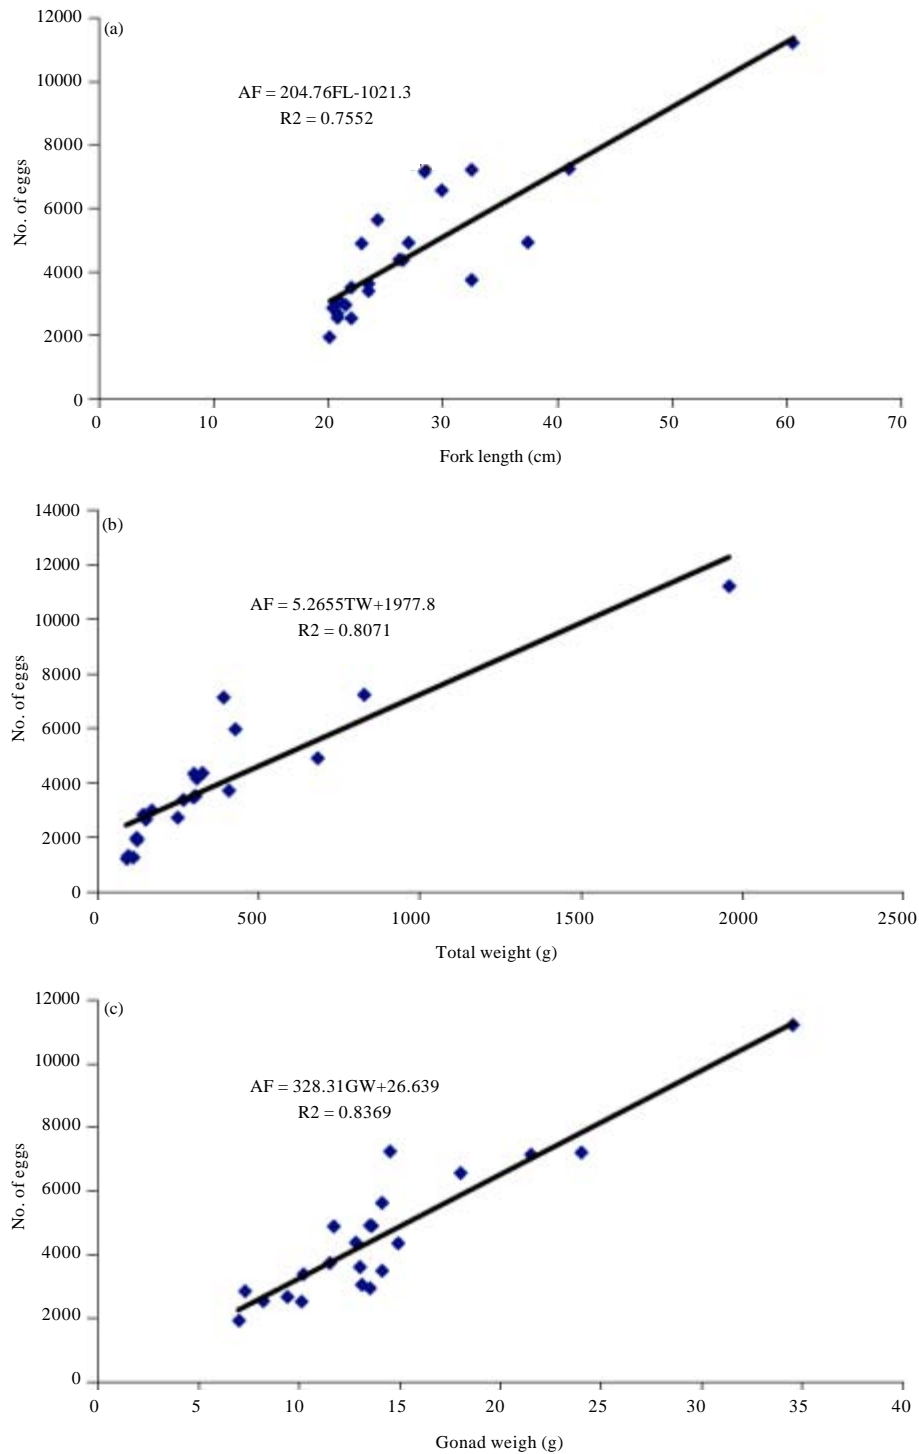 (a)
12000
10000
8000
6000
4000
2000
0
No. of eggs
AF = 204.76FL-1021.3
R2 = 0.7552
0 10 20 30 40 50 60 70
Fork length (cm)
(b)
14000
12000
10000
8000
6000
4000
2000
0
No. of eggs
AF = 5.2655TW+1977.8
R2 = 0.8071
0 500 1000 1500 2000 2500
Total weight (g)
(c)
12000
10000
8000
6000
4000
2000
0
No. of eggs
AF = 328.31GW+26.639
R2 = 0.8369
0 5 10 15 20 25 30 35 40
Gonad weigh (g)